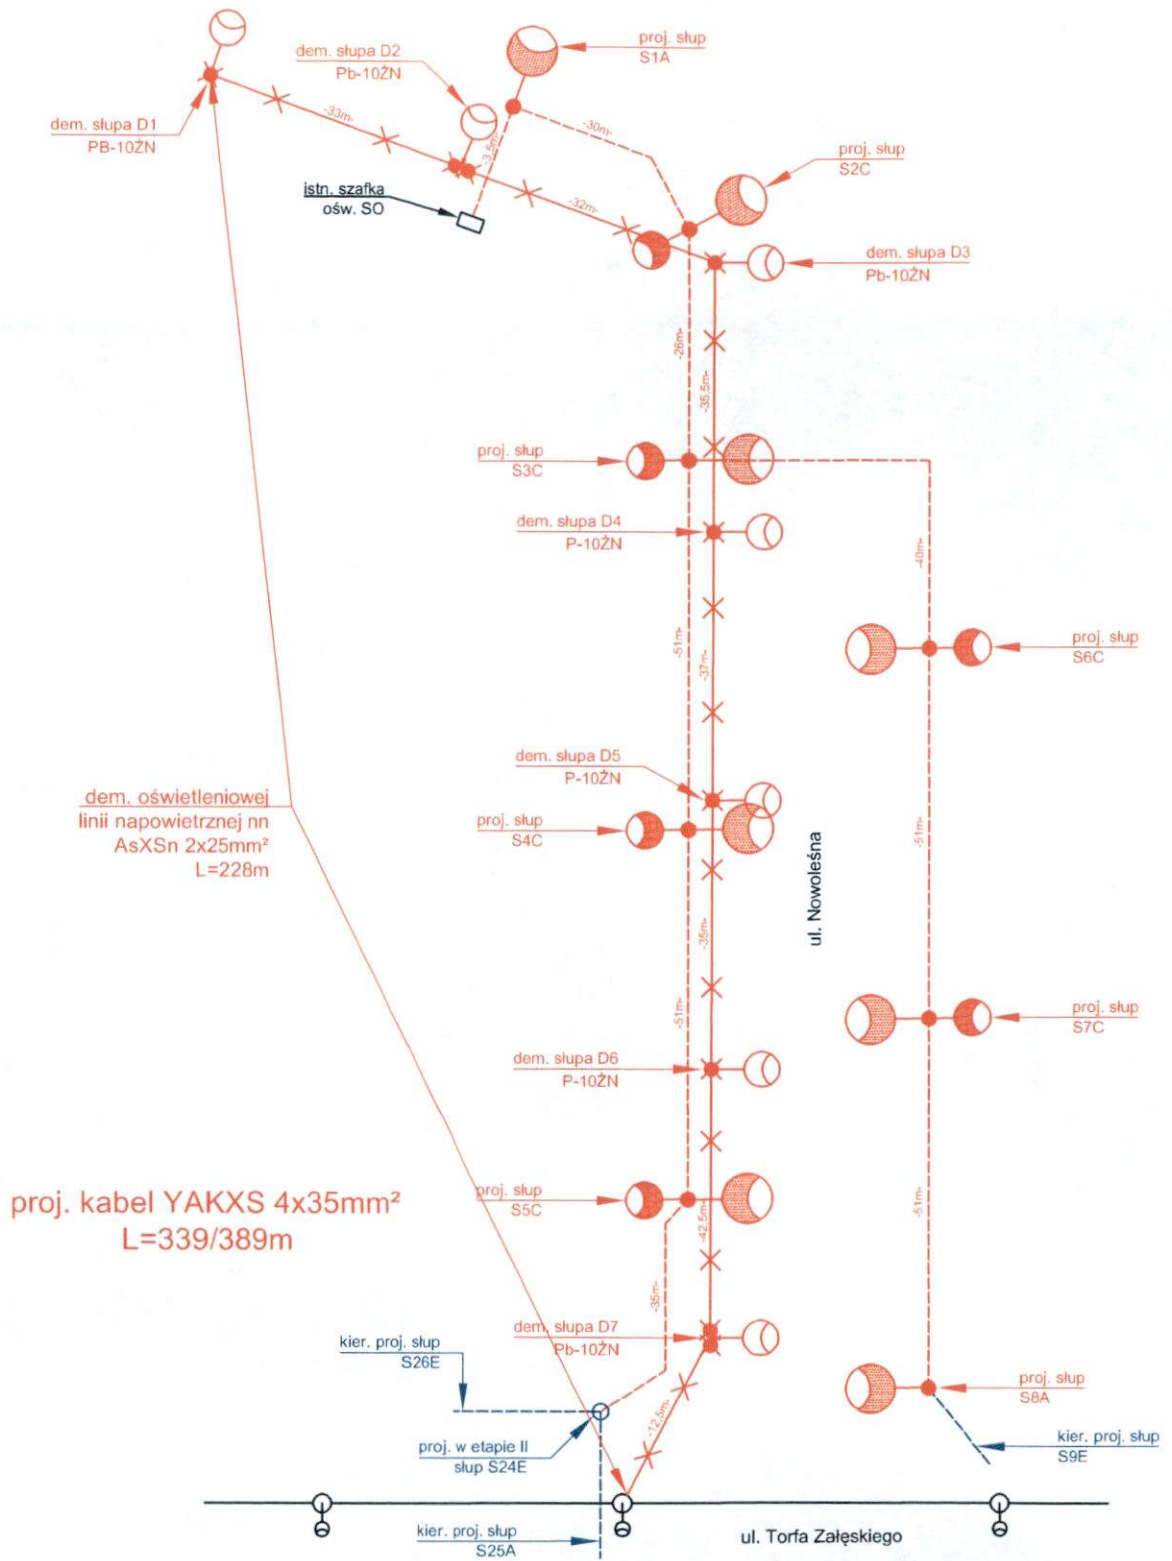 dem. słupa D2
Pb-10ŻN
proj. słup
S1A
-33m-
-3,5m-
-30m-
dem. słupa D1
PB-10ŻN
proj. słup
S2C
istn. szafka
ośw. SO
-32m-
dem. słupa D3
Pb-10ŻN
-26m-
-35,5m-
proj. słup
S3C
dem. słupa D4
P-10ŻN
-40m-
-51m-
-37m-
proj. słup
S6C
dem. słupa D5
P-10ŻN
dem. oświetleniowej
linii napowietrznej nn
AsXSn 2x25mm²
L=228m
proj. słup
S4C
ul. Nowoleśna
-51m-
-35m-
-51m-
proj. słup
S7C
dem. słupa D6
P-10ŻN
proj. kabel YAKXS 4x35mm²
L=339/389m
proj. słup
S5C
-42,5m-
-51m-
-35m-
dem. słupa D7
Pb-10ŻN
kier. proj. słup
S26E
proj. słup
S8A
-12,5m-
proj. w etapie II
słup S24E
kier. proj. słup
S9E
kier. proj. słup
S25A
ul. Torfa Załęskiego